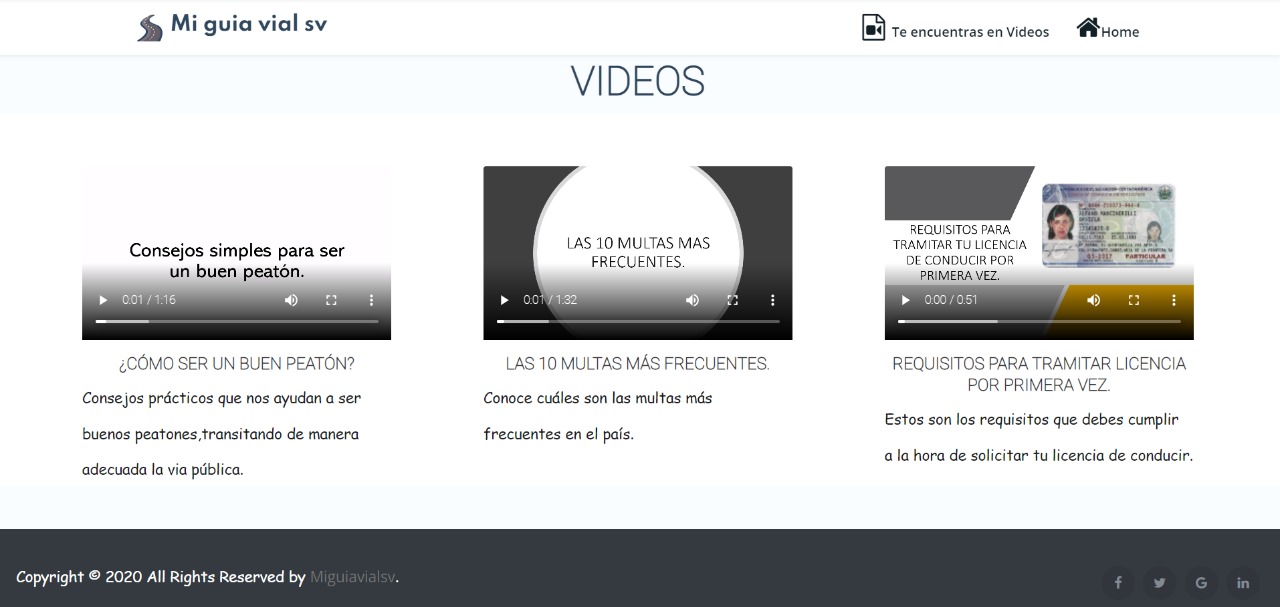 Mi guia vial sv
Te encuentras en Videos
Home
VIDEOS
Consejos simples para ser
un buen peatón.
0:01 / 1:16
LAS 10 MULTAS MAS
FRECUENTES.
0:01 / 1:32
REQUISITOS PARA
TRAMITAR TU LICENCIA
DE CONDUCIR POR
PRIMERA VEZ.
PARTICULAR
0:00 / 0:51
¿CÓMO SER UN BUEN PEATÓN?
Consejos prácticos que nos ayudan a ser
buenos peatones,transitando de manera
adecuada la via pública.
LAS 10 MULTAS MÁS FRECUENTES.
Conoce cuáles son las multas más
frecuentes en el país.
REQUISITOS PARA TRAMITAR LICENCIA
POR PRIMERA VEZ.
Estos son los requisitos que debes cumplir
a la hora de solicitar tu licencia de conducir.
Copyright © 2020 All Rights Reserved by Miguiavialsv.